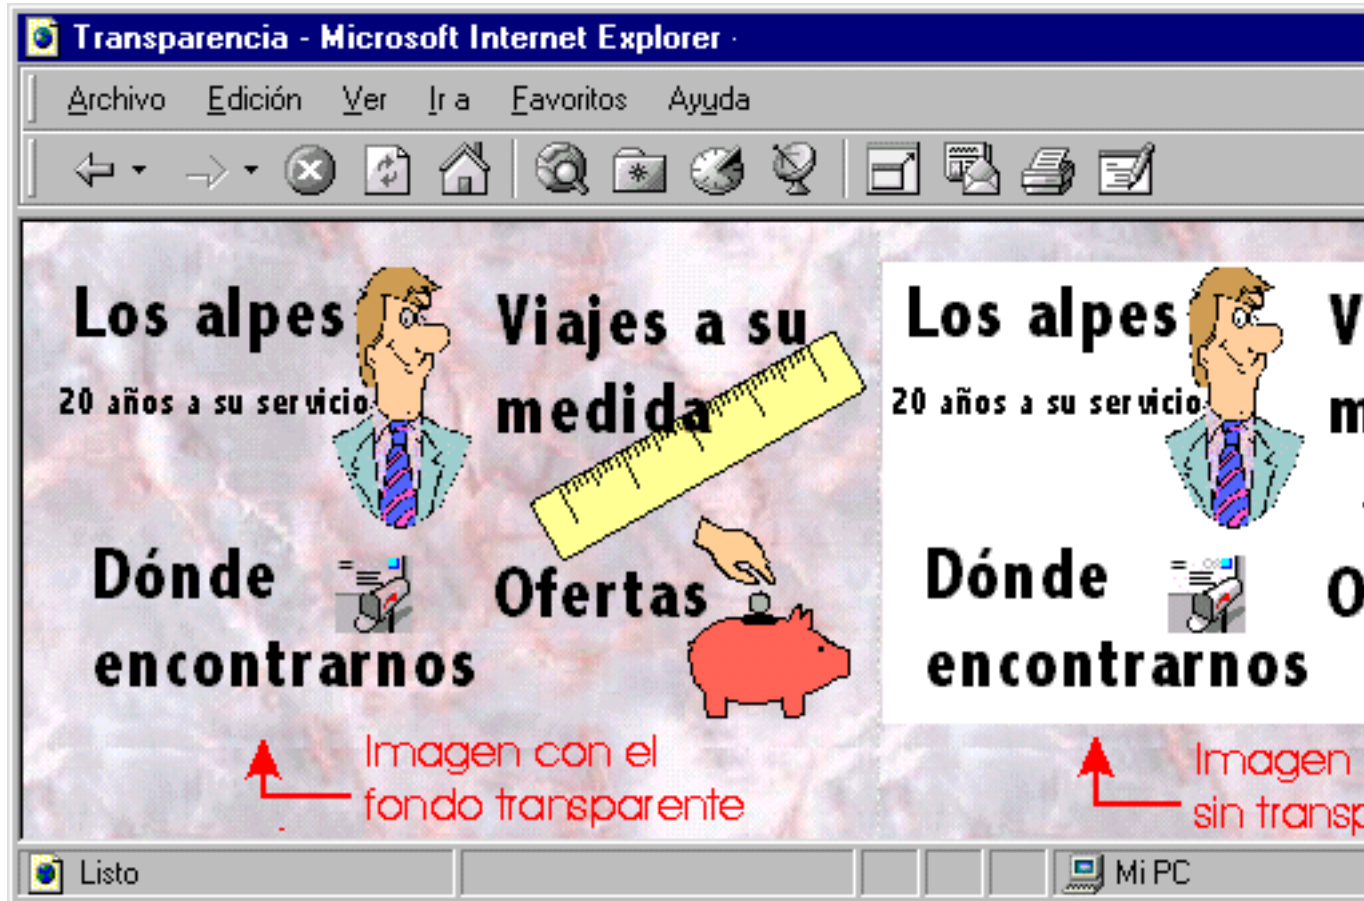 Transparencia - Microsoft Internet Explorer
Archivo Edición Ver Ir a Favoritos Ayuda
Los alpes
20 años a su servicio
Viajes a su
medida
Dónde
encontrarnos
Ofertas
Imagen con el
fondo transparente
Los alpes
20 años a su servicio
V
m
Dónde
encontrarnos
O
Imagen
sin transp
Listo
Mi PC